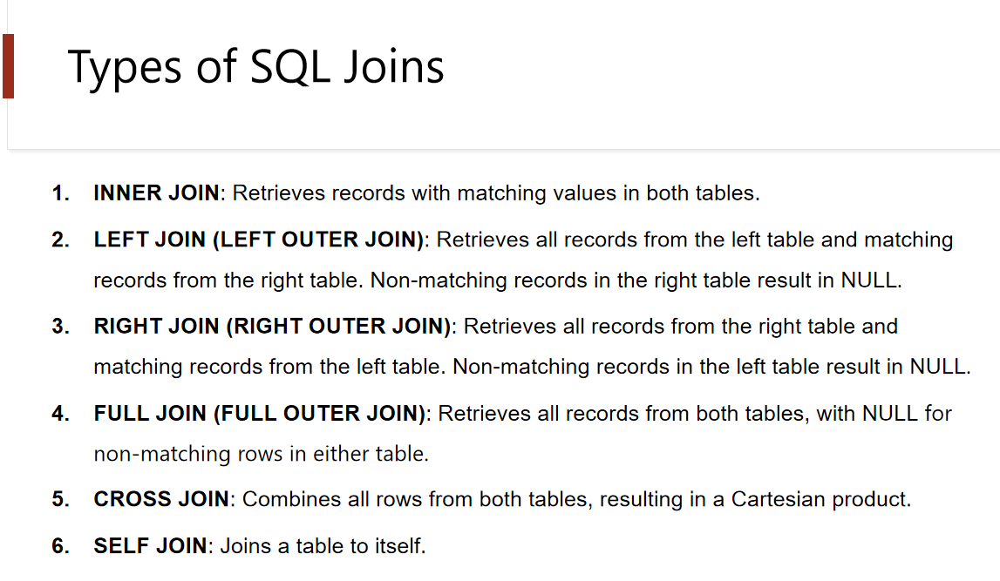 Types of SQL Joins
1. INNER JOIN: Retrieves records with matching values in both tables.
2. LEFT JOIN (LEFT OUTER JOIN): Retrieves all records from the left table and matching
records from the right table. Non-matching records in the right table result in NULL.
3. RIGHT JOIN (RIGHT OUTER JOIN): Retrieves all records from the right table and
matching records from the left table. Non-matching records in the left table result in NULL.
4. FULL JOIN (FULL OUTER JOIN): Retrieves all records from both tables, with NULL for
non-matching rows in either table.
5. CROSS JOIN: Combines all rows from both tables, resulting in a Cartesian product.
6. SELF JOIN: Joins a table to itself.